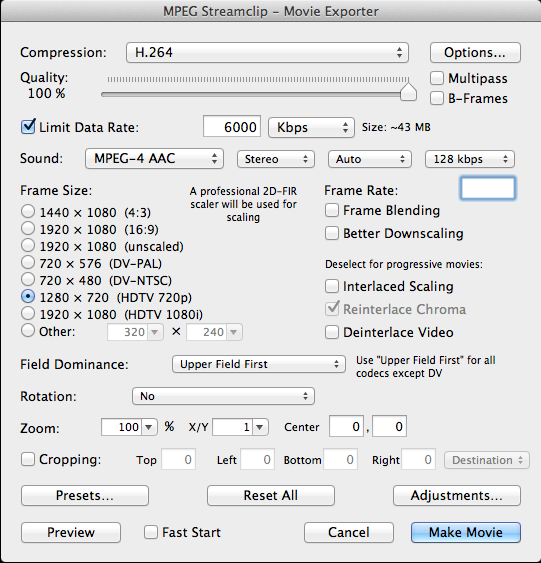 MPEG Streamclip – Movie Exporter
Compression: H.264 Options...
Quality: Multipass
100 % B-Frames
Limit Data Rate: 6000 Kbps Size: ~43 MB
Sound: MPEG-4 AAC Stereo Auto 128 kbps
Frame Size:
A professional 2D-FIR
scaler will be used for
scaling
1440 × 1080 (4:3)
1920 × 1080 (16:9)
1920 × 1080 (unscaled)
720 × 576 (DV-PAL)
720 × 480 (DV-NTSC)
1280 × 720 (HDTV 720p)
1920 × 1080 (HDTV 1080i)
Other: 320 × 240
Frame Rate:
Frame Blending
Better Downscaling
Deselect for progressive movies:
Interlaced Scaling
Reinterlace Chroma
Deinterlace Video
Field Dominance: Upper Field First
Use "Upper Field First" for all
codecs except DV
Rotation: No
Zoom: 100 % X/Y 1 Center 0 , 0
Cropping: Top 0 Left 0 Bottom 0 Right 0 Destination
Presets... Reset All Adjustments...
Preview Fast Start Cancel Make Movie